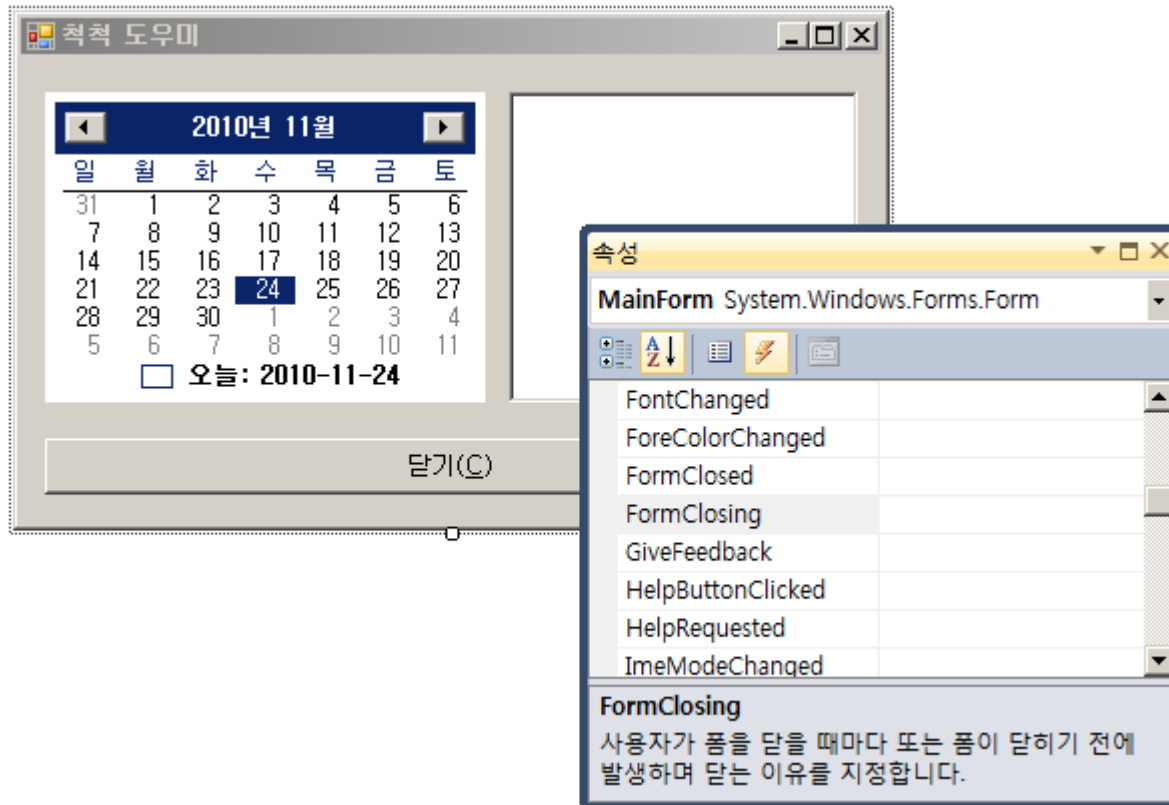 척척 도우미
2010년 11월
일 월 화 수 목 금 토
31 1 2 3 4 5 6
7 8 9 10 11 12 13
14 15 16 17 18 19 20
21 22 23 24 25 26 27
28 29 30 1 2 3 4
5 6 7 8 9 10 11
오늘: 2010-11-24
닫기(C)
속성
MainForm System.Windows.Forms.Form
A
Z
FontChanged
ForeColorChanged
FormClosed
FormClosing
GiveFeedback
HelpButtonClicked
HelpRequested
ImeModeChanged
FormClosing
사용자가 폼을 닫을 때마다 또는 폼이 닫히기 전에
발생하며 닫는 이유를 지정합니다.